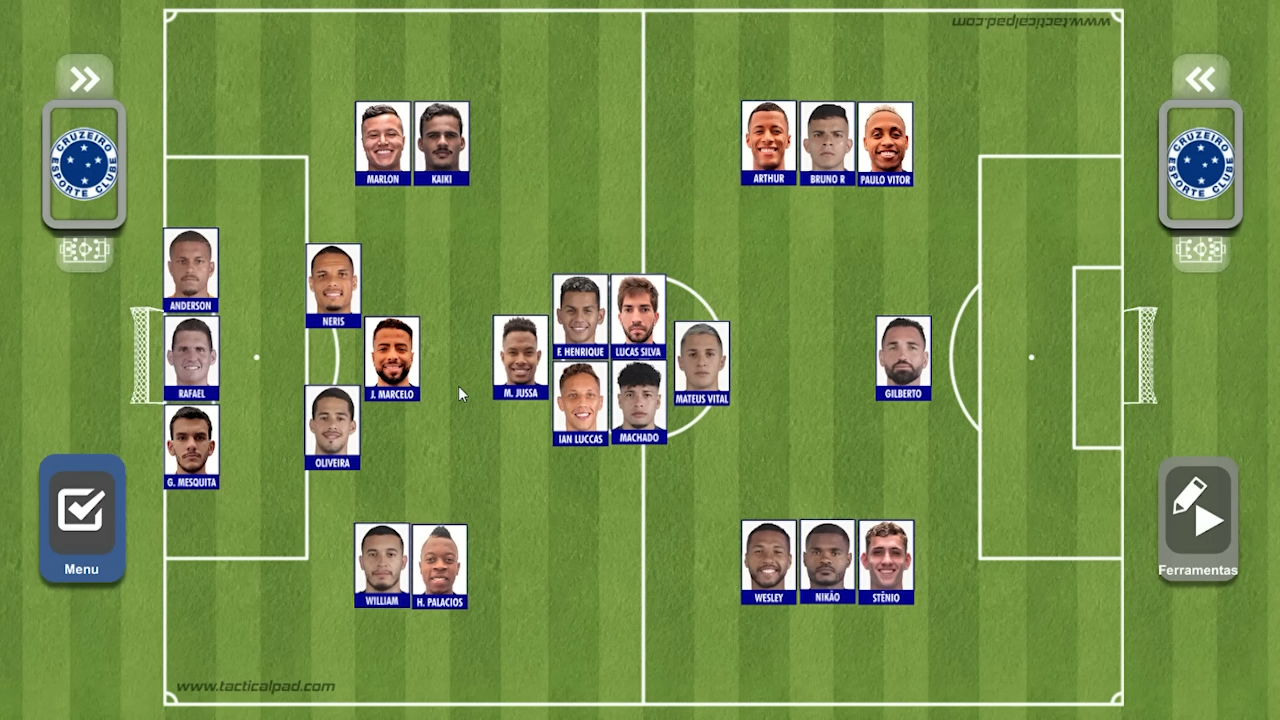 www.tacticalpad.com
CRUZEIRO ESPORTE CLUBE
CRUZEIRO ESPORTE CLUBE
MARLON
KAIKI
ARTHUR
BRUNO R
PAULO VITOR
ANDERSON
NERIS
RAFAEL
J. MARCELO
M. JUSSA
F. HENRIQUE
LUCAS SILVA
MATEUS VITAL
GILBERTO
IAN LUCCAS
MACHADO
OLIVEIRA
G. MESQUITA
Menu
Ferramentas
WILLIAM
H. PALACIOS
WESLEY
NIKÃO
STÊNIO
www.tacticalpad.com